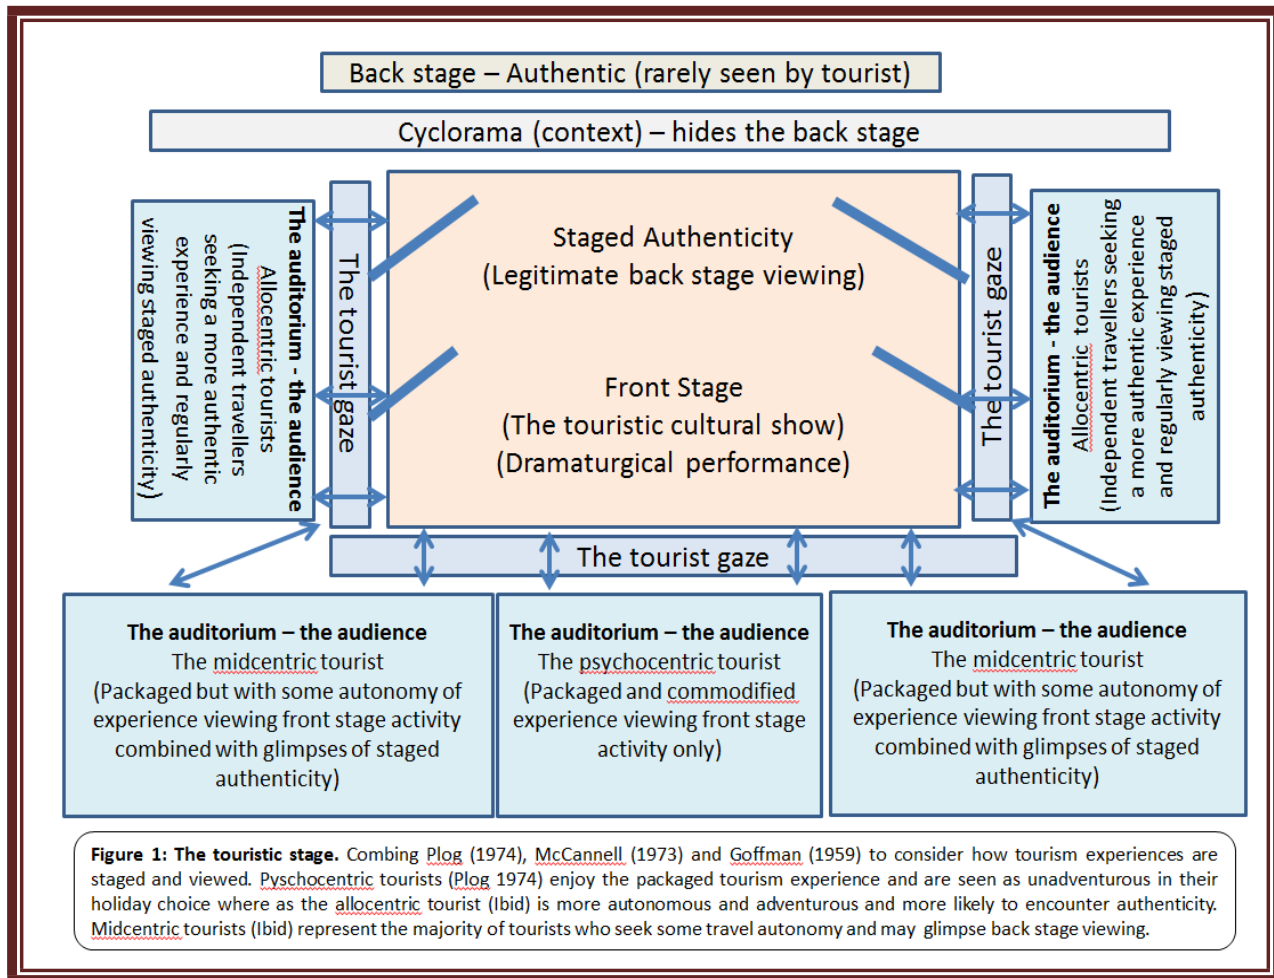 Back stage – Authentic (rarely seen by tourist)
Cyclorama (context) – hides the back stage
The auditorium - the audience
Allocentric tourists
(Independent travellers
seeking a more authentic
experience and regularly
viewing staged authenticity)
The tourist gaze
Staged Authenticity
(Legitimate back stage viewing)
Front Stage
(The touristic cultural show)
(Dramaturgical performance)
The tourist gaze
The auditorium - the audience
Allocentric tourists
(Independent travellers seeking
a more authentic experience
and regularly viewing staged
authenticity)
The tourist gaze
The auditorium – the audience
The midcentric tourist
(Packaged but with some autonomy of
experience viewing front stage activity
combined with glimpses of staged
authenticity)
The auditorium – the audience
The psychocentric tourist
(Packaged and commodified
experience viewing front stage
activity only)
The auditorium – the audience
The midcentric tourist
(Packaged but with some autonomy of
experience viewing front stage activity
combined with glimpses of staged
authenticity)
Figure 1: The touristic stage. Combing Plog (1974), McCannell (1973) and Goffman (1959) to consider how tourism experiences are
staged and viewed. Pyschocentric tourists (Plog 1974) enjoy the packaged tourism experience and are seen as unadventurous in their
holiday choice where as the allocentric tourist (Ibid) is more autonomous and adventurous and more likely to encounter authenticity.
Midcentric tourists (Ibid) represent the majority of tourists who seek some travel autonomy and may glimpse back stage viewing.